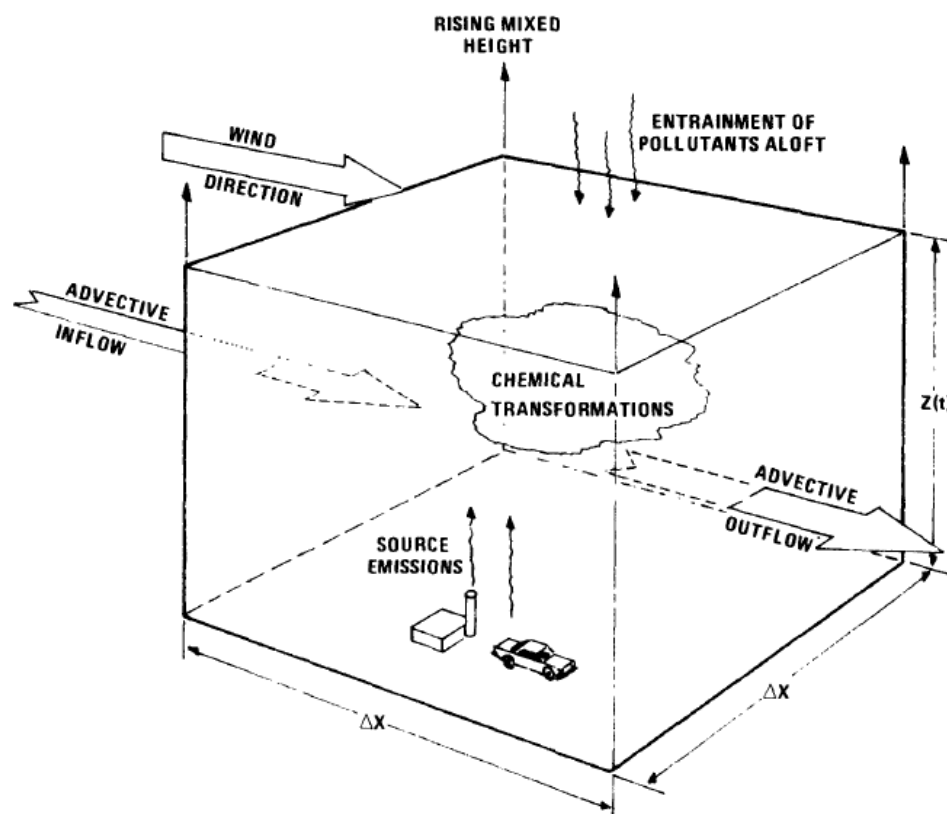 RISING MIXED
HEIGHT
WIND
DIRECTION
ENTRAINMENT OF
POLLUTANTS ALOFT
ADVECTIVE
INFLOW
CHEMICAL
TRANSFORMATIONS
Z(t)
ADVECTIVE
OUTFLOW
SOURCE
EMISSIONS
ΔX
ΔX